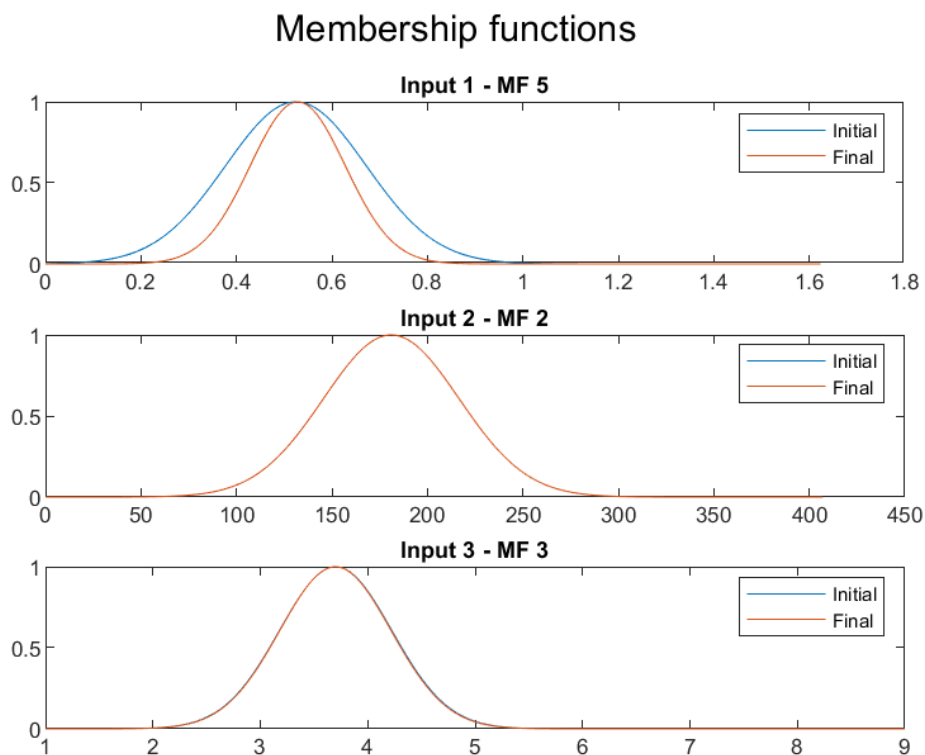 Membership functions
Input 1 - MF 5
1
0.5
0
Initial
Final
0 0.2 0.4 0.6 0.8 1 1.2 1.4 1.6 1.8
Input 2 - MF 2
1
0.5
0
Initial
Final
0 50 100 150 200 250 300 350 400 450
Input 3 - MF 3
1
0.5
0
Initial
Final
1 2 3 4 5 6 7 8 9